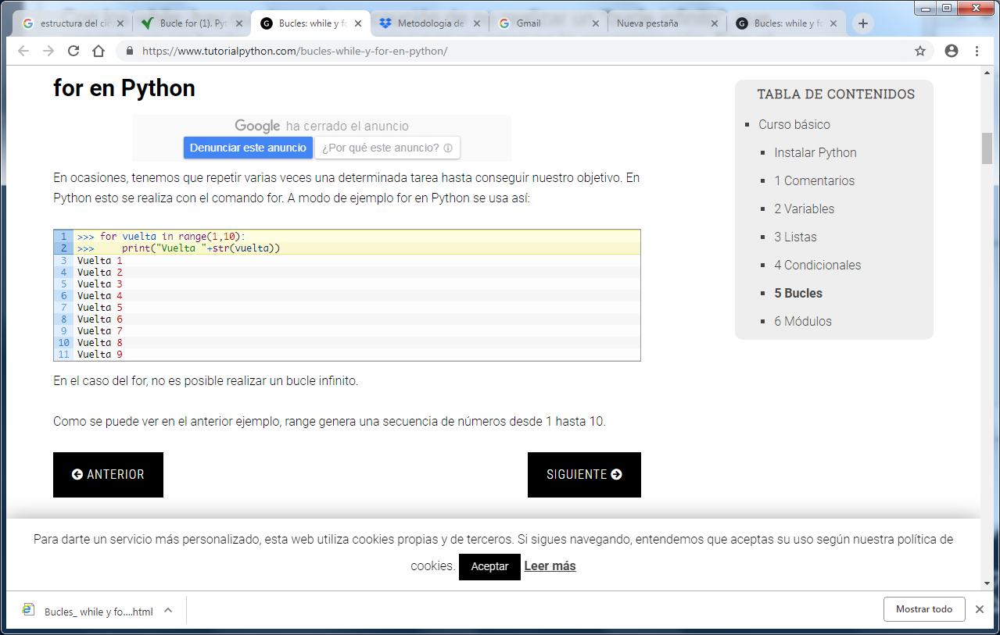 estructura del cic
Bucle for (1). Pyt
Bucles: while y fo
Metodologia de
Gmail
Nueva pestaña
Bucles: while y fo
https://www.tutorialpython.com/bucles-while-y-for-en-python/
for en Python
Google ha cerrado el anuncio
Denunciar este anuncio
¿Por qué este anuncio?
En ocasiones, tenemos que repetir varias veces una determinada tarea hasta conseguir nuestro objetivo. En
Python esto se realiza con el comando for. A modo de ejemplo for en Python se usa así:
1 >>> for vuelta in range(1,10):
2 >>>     print("Vuelta "+str(vuelta))
3 Vuelta 1
4 Vuelta 2
5 Vuelta 3
6 Vuelta 4
7 Vuelta 5
8 Vuelta 6
9 Vuelta 7
10 Vuelta 8
11 Vuelta 9
En el caso del for, no es posible realizar un bucle infinito.
Como se puede ver en el anterior ejemplo, range genera una secuencia de números desde 1 hasta 10.
ANTERIOR
SIGUIENTE
TABLA DE CONTENIDOS
Curso básico
Instalar Python
1 Comentarios
2 Variables
3 Listas
4 Condicionales
5 Bucles
6 Módulos
Para darte un servicio más personalizado, esta web utiliza cookies propias y de terceros. Si sigues navegando, entendemos que aceptas su uso según nuestra política de
cookies. Aceptar Leer más
Bucles_ while y fo....html
Mostrar todo